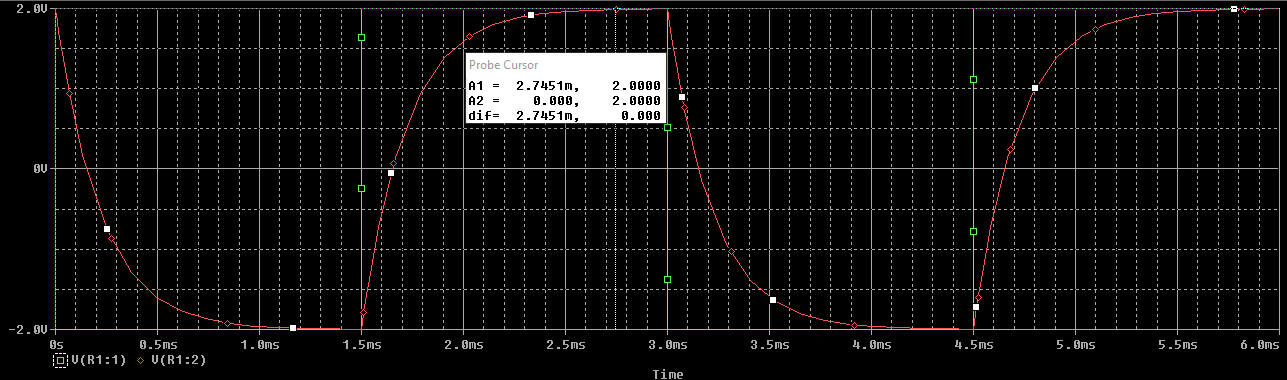 2.0V
Probe Cursor
A1 = 2.7451m, 2.0000
A2 = 0.000, 2.0000
dif= 2.7451m, 0.000
0V
-2.0V
0s 0.5ms 1.0ms 1.5ms 2.0ms 2.5ms 3.0ms 3.5ms 4.0ms 4.5ms 5.0ms 5.5ms 6.0ms
V(R1:1) V(R1:2)
Time